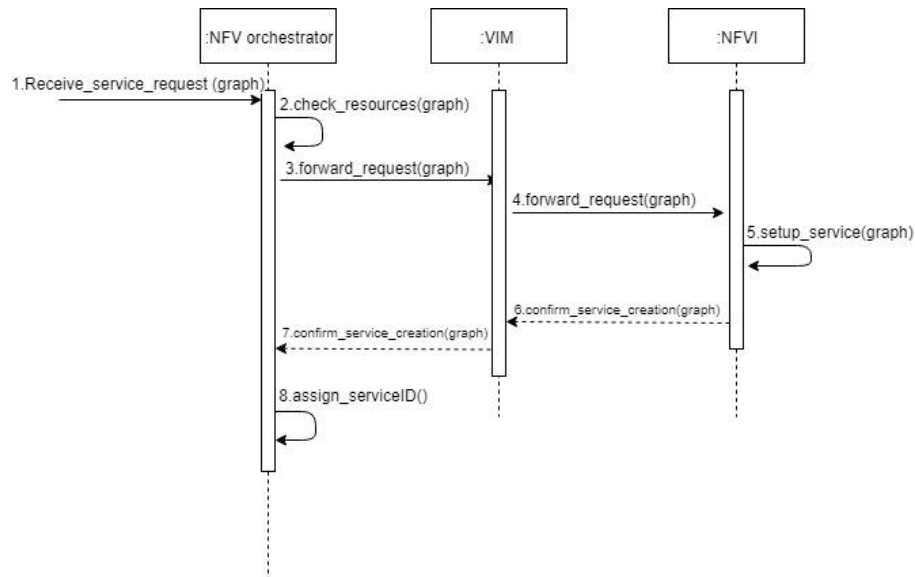 :NFV orchestrator
:VIM
:NFVI
1.Receive_service_request (graph)
2.check_resources(graph)
3.forward_request(graph)
4.forward_request(graph)
5.setup_service(graph)
6.confirm_service_creation(graph)
7.confirm_service_creation(graph)
8.assign_serviceID()